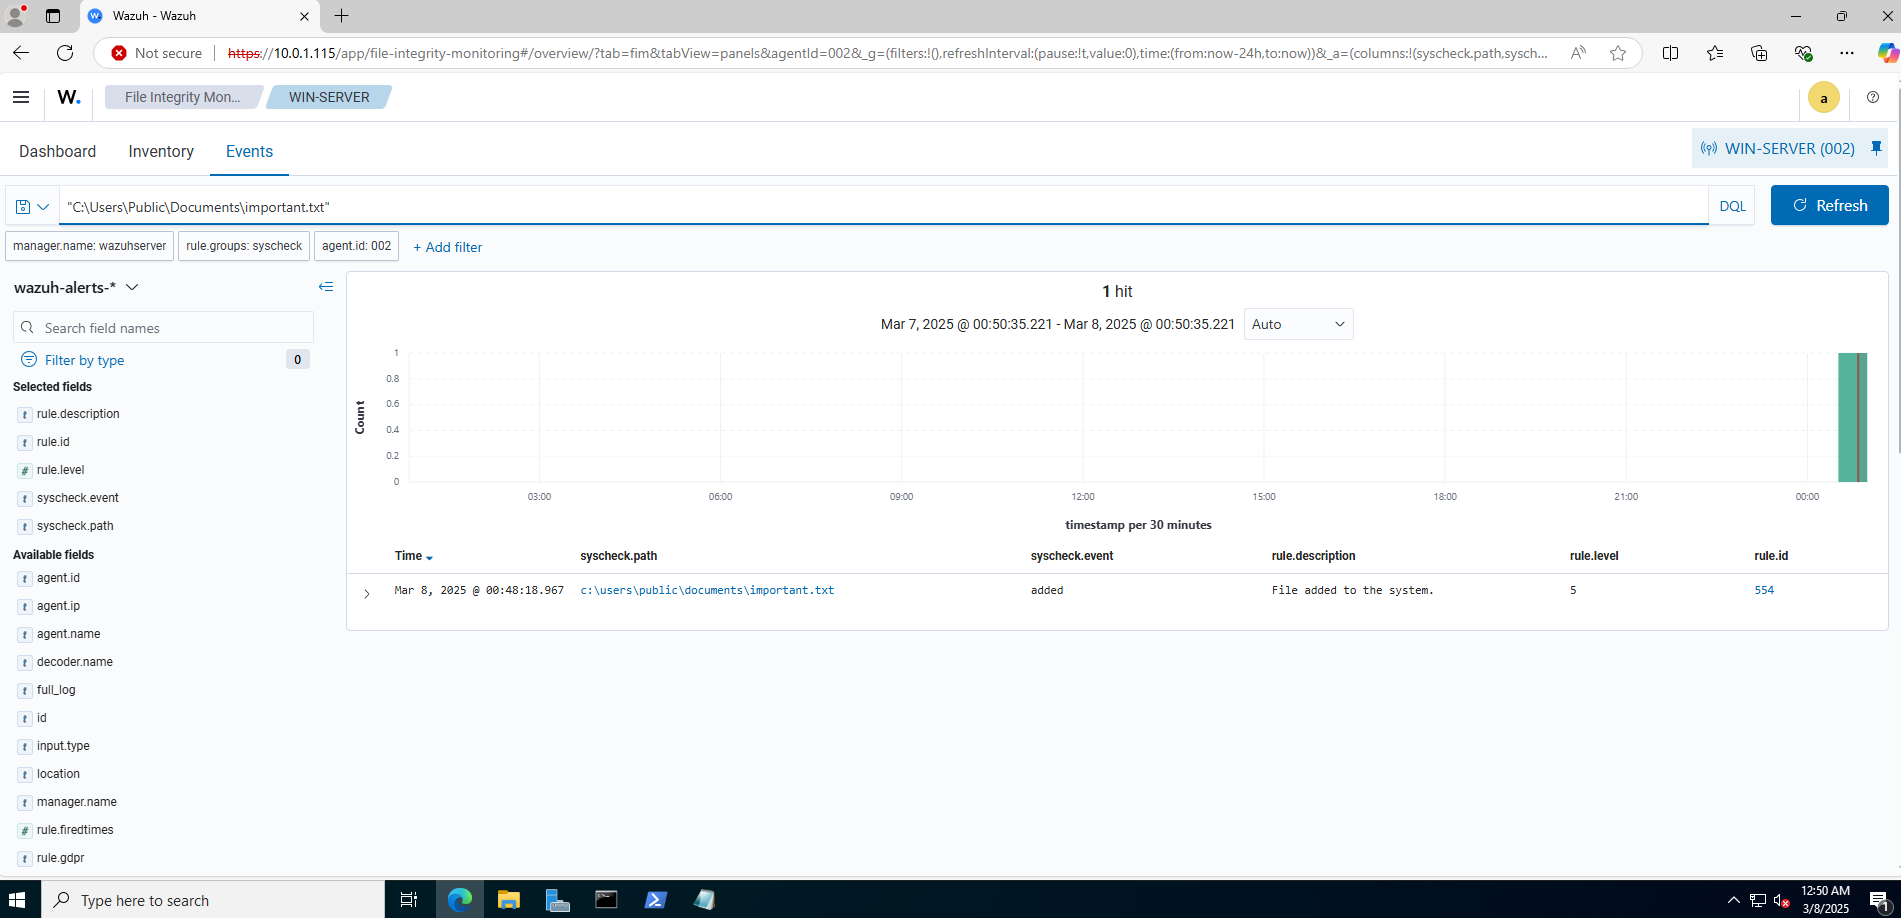 Wazuh - Wazuh
Not secure https://10.0.1.115/app/file-integrity-monitoring#/overview/?tab=fim&tabView=panels&agentId=002&_g=(filters:!(),refreshInterval:(pause:!t,value:0),time:(from:now-24h,to:now))&_a=(columns:!(syscheck.path,sysch...
W. File Integrity Mon... WIN-SERVER a
Dashboard Inventory Events WIN-SERVER (002)
"C:\Users\Public\Documents\important.txt" DQL Refresh
manager.name: wazuhserver rule.groups: syscheck agent.id: 002 + Add filter
wazuh-alerts-*
Search field names
Filter by type 0
Selected fields
t rule.description
t rule.id
# rule.level
t syscheck.event
t syscheck.path
Available fields
t agent.id
t agent.ip
t agent.name
t decoder.name
t full_log
t id
t input.type
t location
t manager.name
# rule.firedtimes
t rule.gdpr
1 hit
Mar 7, 2025 @ 00:50:35.221 - Mar 8, 2025 @ 00:50:35.221 Auto
Count
1
0.8
0.6
0.4
0.2
0
03:00 06:00 09:00 12:00 15:00 18:00 21:00 00:00
timestamp per 30 minutes
Time syscheck.path syscheck.event rule.description rule.level rule.id
Mar 8, 2025 @ 00:48:18.967 c:\users\public\documents\important.txt added File added to the system. 5 554
Type here to search
12:50 AM
3/8/2025
1